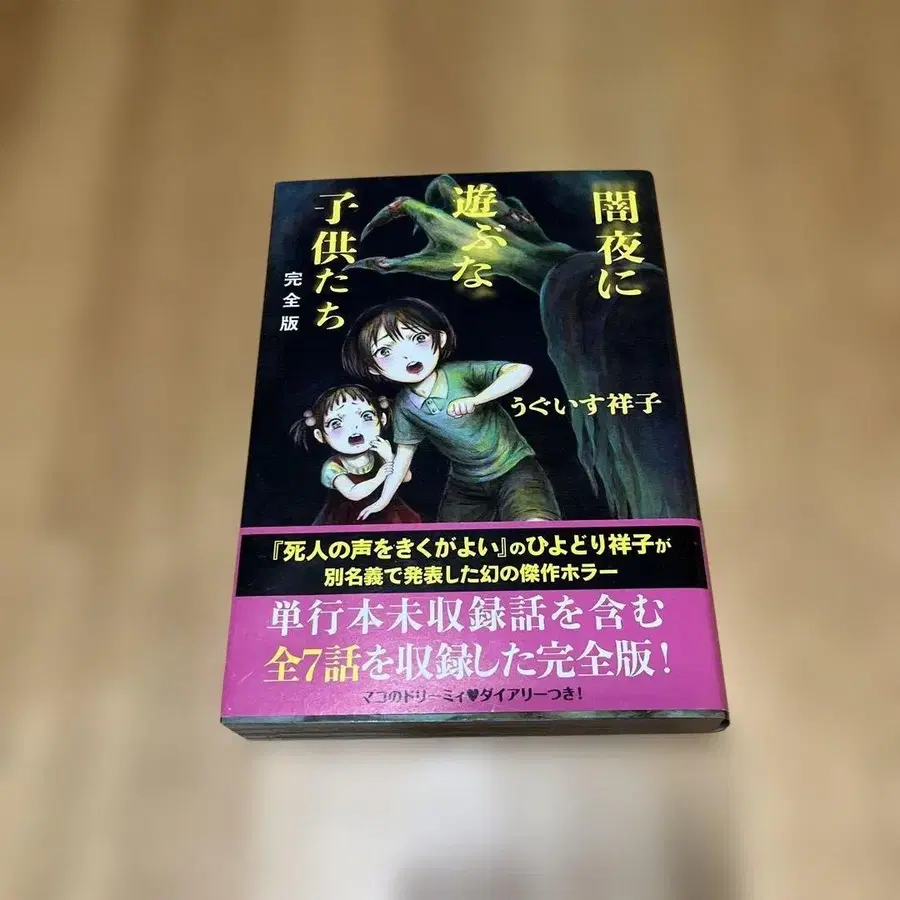 闇夜に
遊ぶな
子供たち
完全版
うぐいす祥子
『死人の声をきくがよい』のひよどり祥子が
別名義で発表した幻の傑作ホラー
単行本未収録話を含む
全7話を収録した完全版!
マコのドリーミィ♥ダイアリーつき!